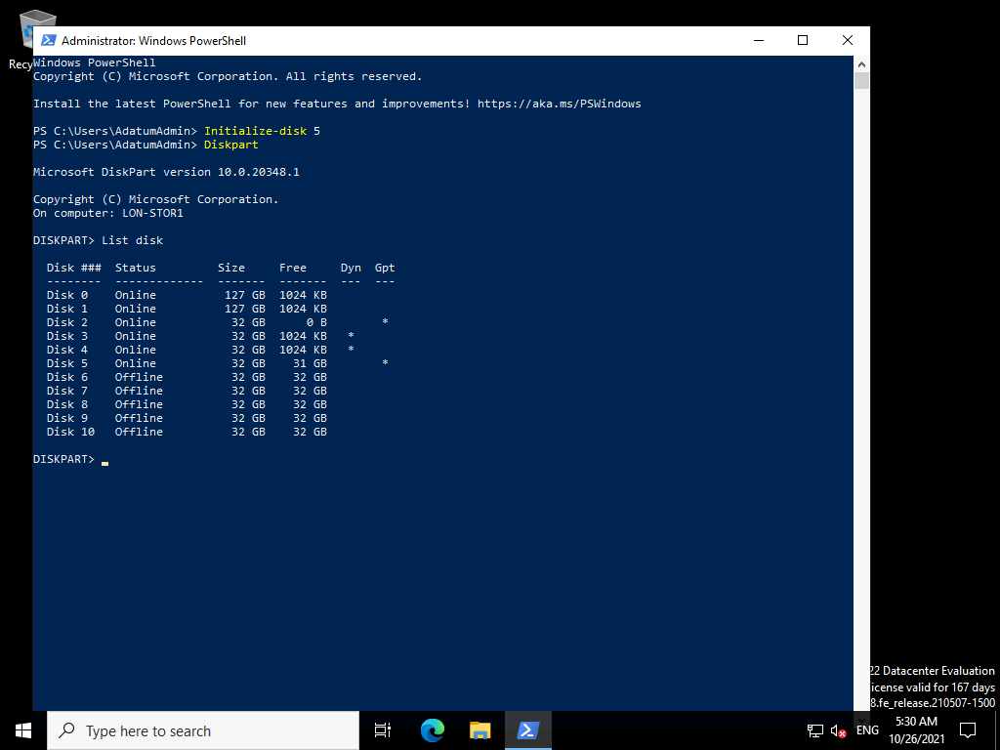 Administrator: Windows PowerShell
Recy
Windows PowerShell
Copyright (C) Microsoft Corporation. All rights reserved.
Install the latest PowerShell for new features and improvements! https://aka.ms/PSWindows
PS C:\Users\AdatumAdmin> Initialize-disk 5
PS C:\Users\AdatumAdmin> Diskpart
Microsoft DiskPart version 10.0.20348.1
Copyright (C) Microsoft Corporation.
On computer: LON-STOR1
DISKPART> List disk
  Disk ###  Status         Size     Free     Dyn  Gpt
  --------  -------------  -------  -------  ---  ---
  Disk 0    Online          127 GB  1024 KB
  Disk 1    Online          127 GB  1024 KB
  Disk 2    Online           32 GB      0 B        *
  Disk 3    Online           32 GB  1024 KB   *
  Disk 4    Online           32 GB  1024 KB   *
  Disk 5    Online           32 GB    31 GB        *
  Disk 6    Offline          32 GB    32 GB
  Disk 7    Offline          32 GB    32 GB
  Disk 8    Offline          32 GB    32 GB
  Disk 9    Offline          32 GB    32 GB
  Disk 10   Offline          32 GB    32 GB
DISKPART>
22 Datacenter Evaluation
icense valid for 167 days
8.fe_release.210507-1500
Type here to search
ENG
5:30 AM
10/26/2021